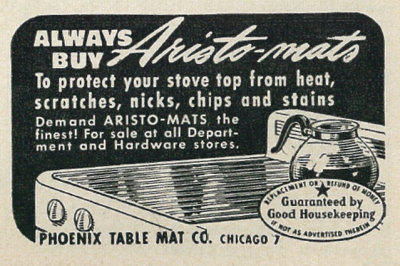 ALWAYS
BUY Aristo-mats
To protect your stove top from heat,
scratches, nicks, chips and stains
Demand ARISTO-MATS, the
finest! For sale at all Depart-
ment and Hardware stores.
REPLACEMENT OR REFUND OF MONEY
Guaranteed by
Good Housekeeping
IF NOT AS ADVERTISED THEREIN
PHOENIX TABLE MAT CO. CHICAGO 7